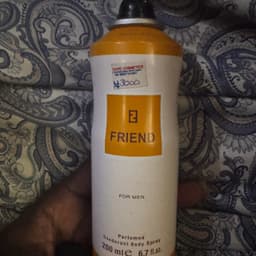 ₦3000
FRIEND
FOR MEN
Perfumed
Deodorant Body Spray
200 ml e 6.7 fl.oz.